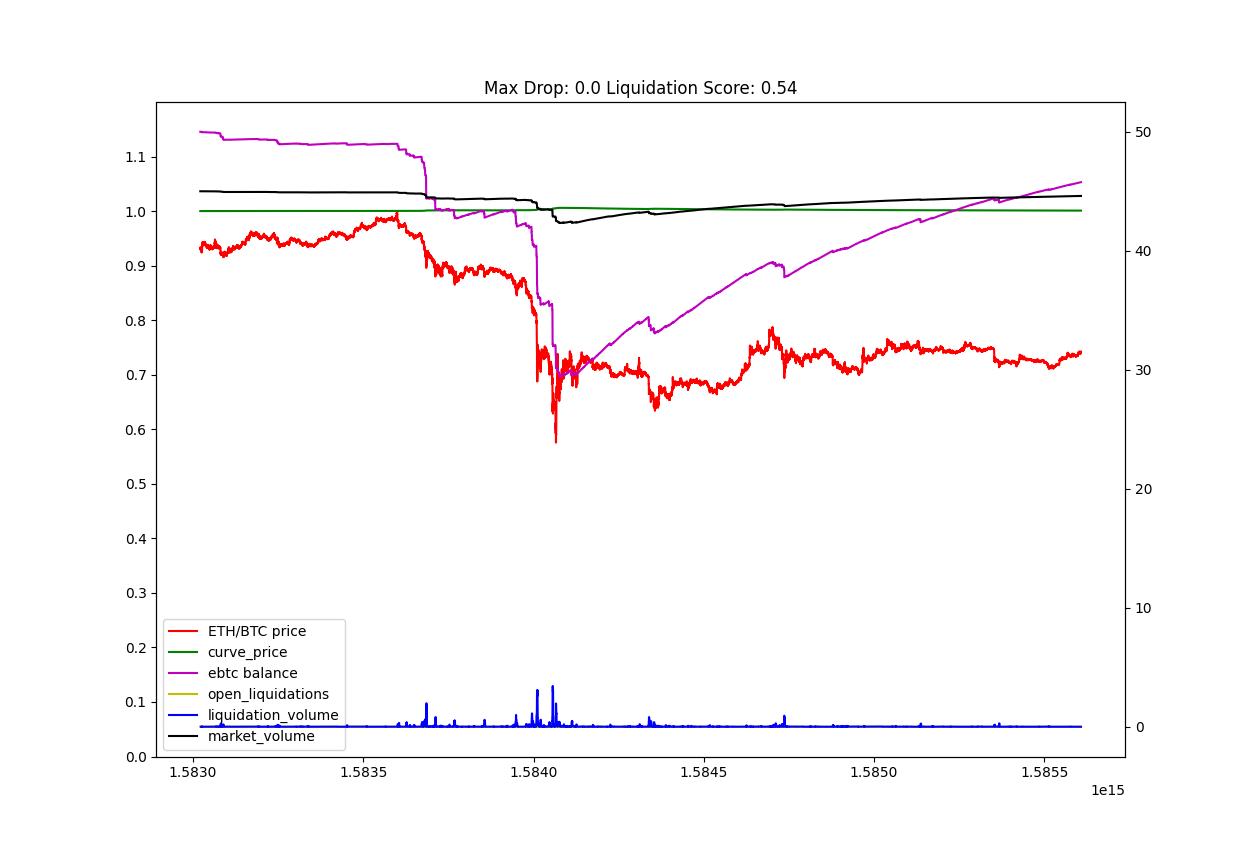 Max Drop: 0.0 Liquidation Score: 0.54
1.1
1.0
0.9
0.8
0.7
0.6
0.5
0.4
0.3
0.2
0.1
0.0
50
40
30
20
10
0
ETH/BTC price
curve_price
ebtc balance
open_liquidations
liquidation_volume
market_volume
1.5830 1.5835 1.5840 1.5845 1.5850 1.5855
1e15